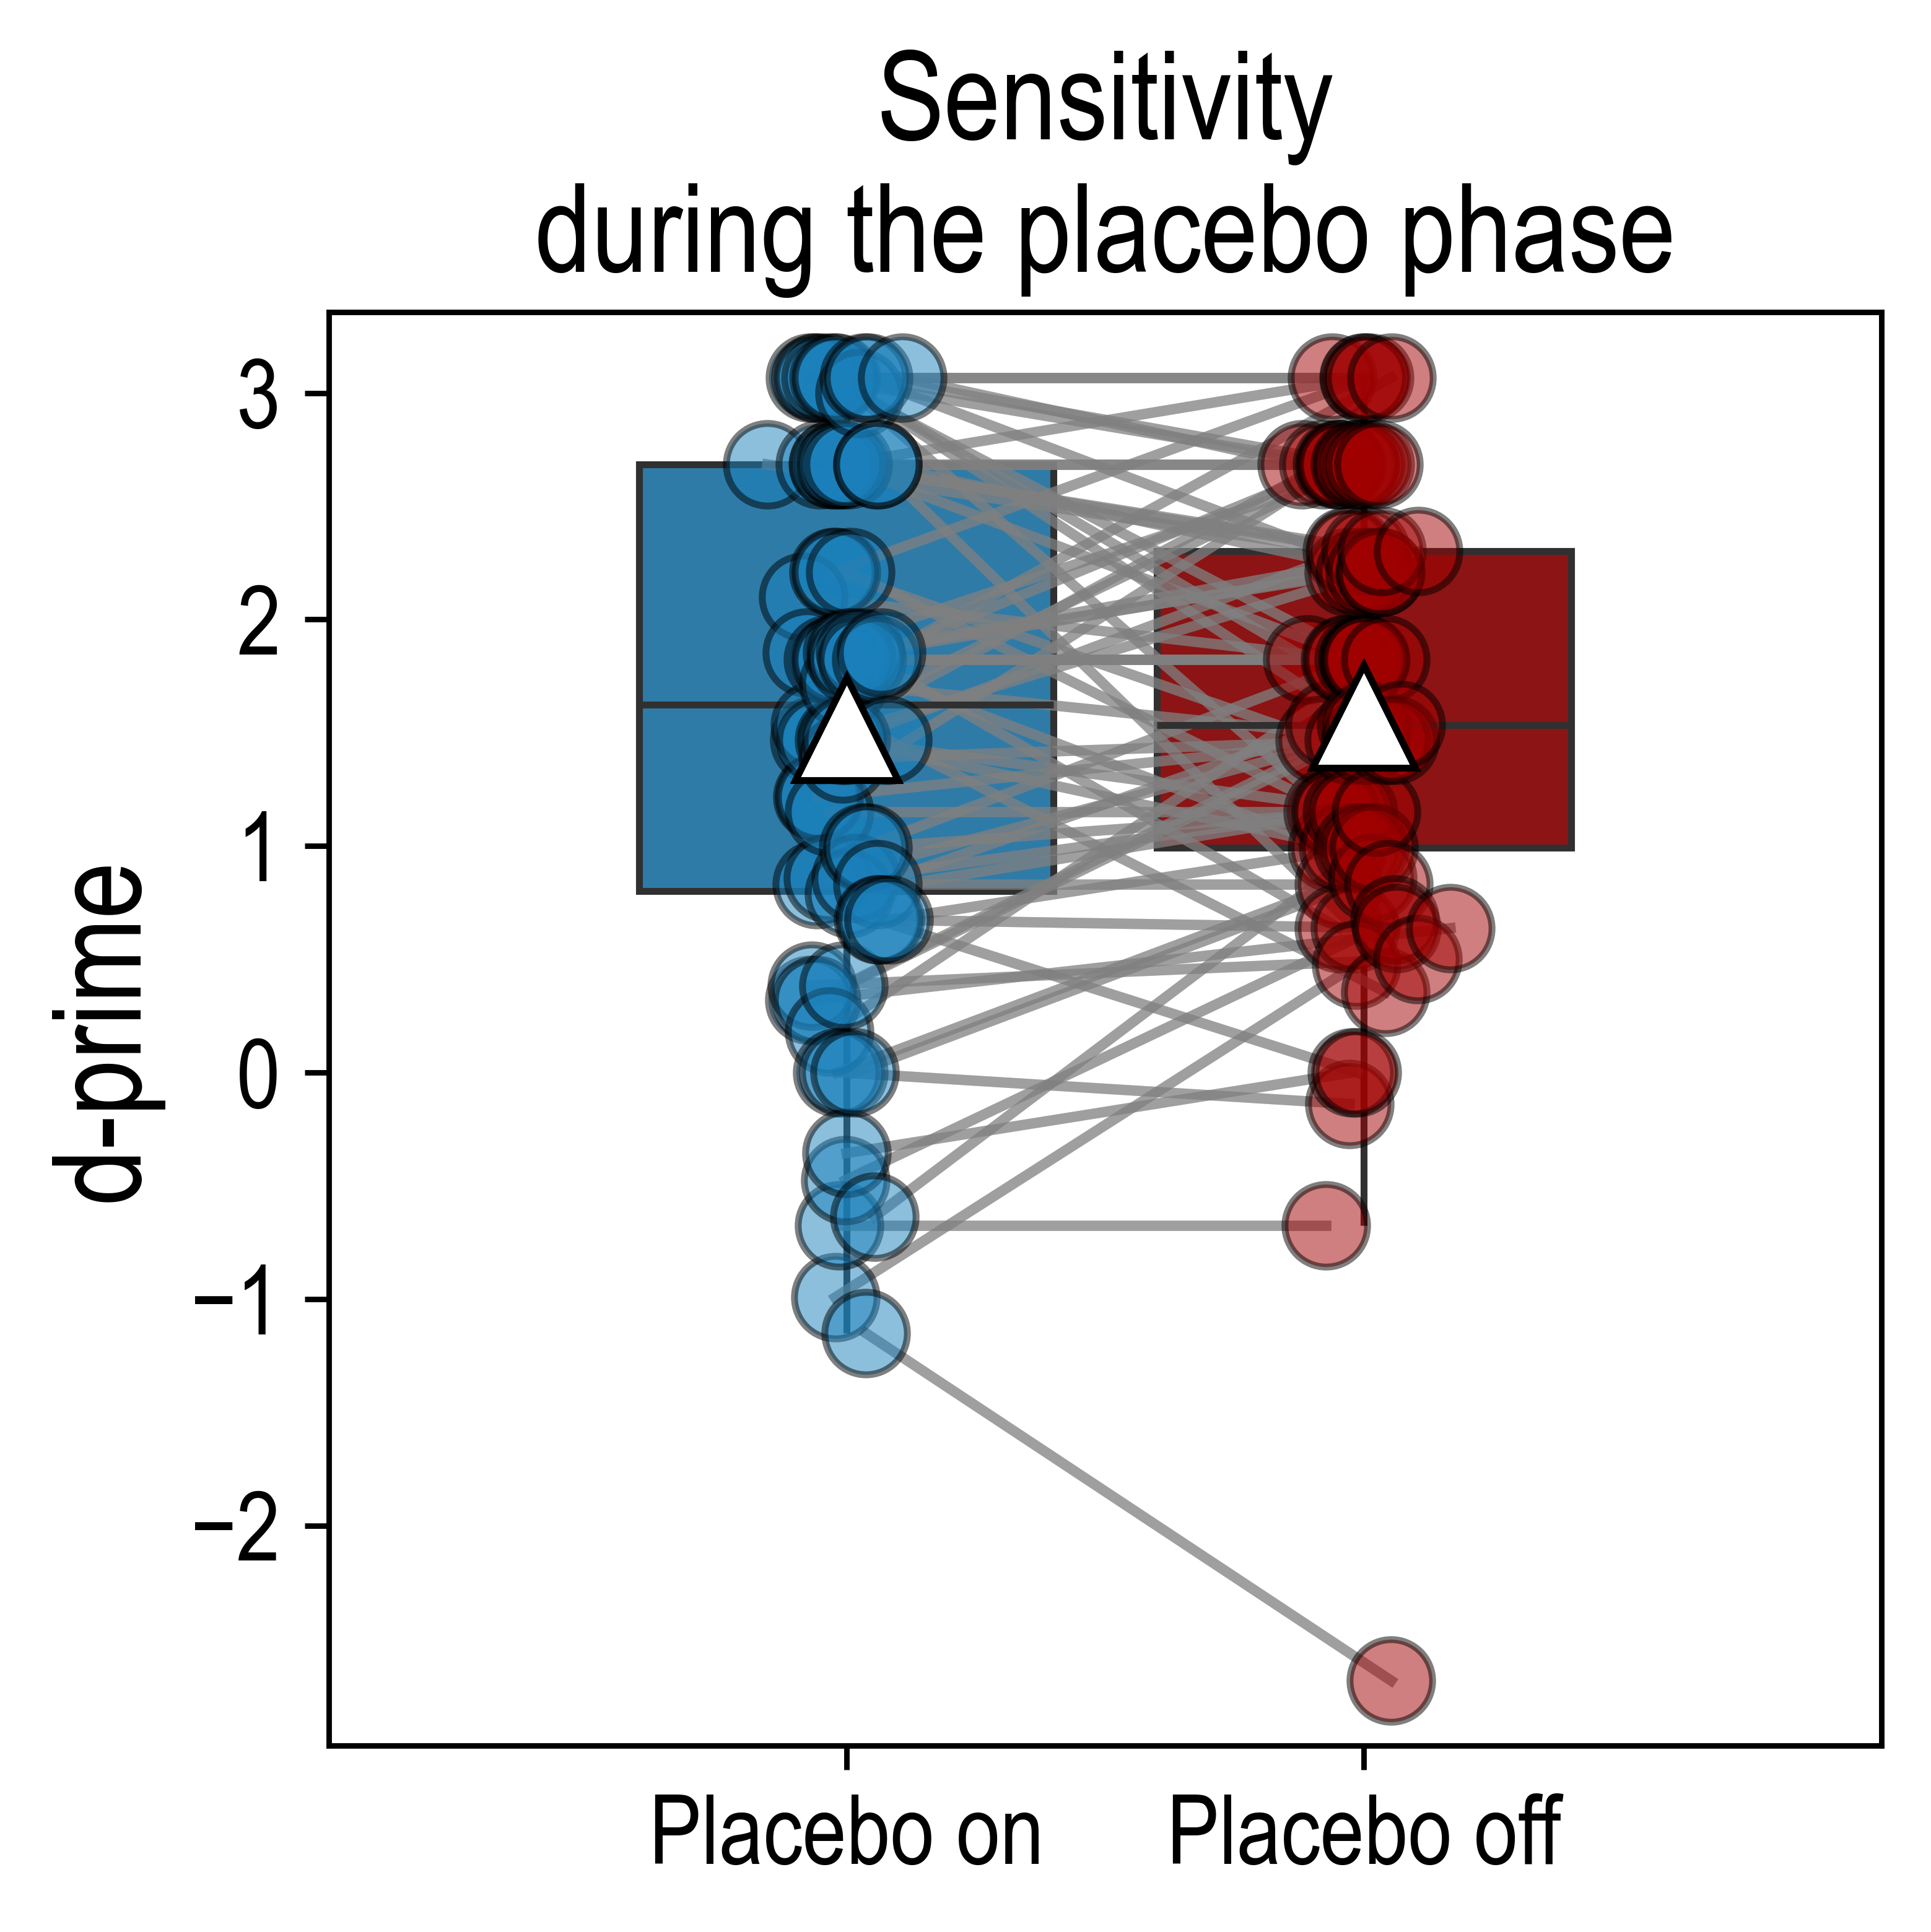 Sensitivity
during the placebo phase
d-prime
3
2
1
0
−1
−2
Placebo on
Placebo off